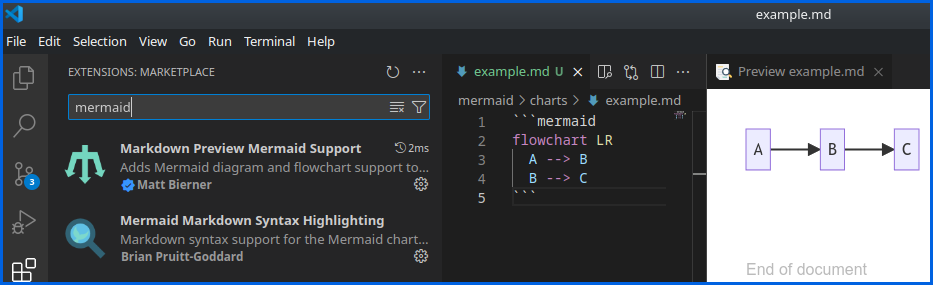 example.md
File Edit Selection View Go Run Terminal Help
EXTENSIONS: MARKETPLACE
mermaid
Markdown Preview Mermaid Support 2ms
Adds Mermaid diagram and flowchart support to...
Matt Bierner
Mermaid Markdown Syntax Highlighting
Markdown syntax support for the Mermaid chart...
Brian Pruitt-Goddard
3
example.md U
mermaid > charts > example.md
1 ```mermaid
2 flowchart LR
3 A --> B
4 B --> C
5 ```
Preview example.md
A B C
End of document